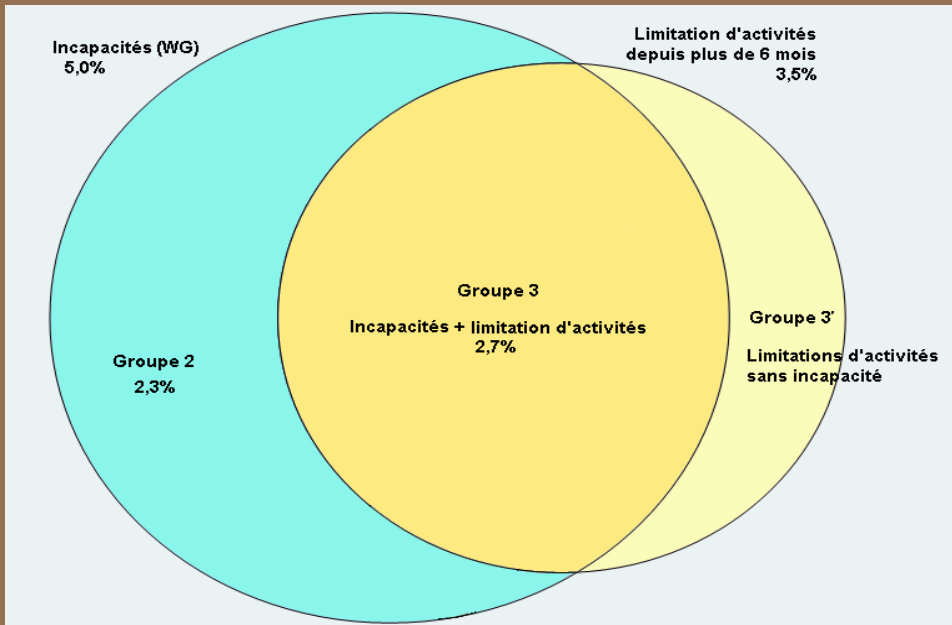 Incapacités (WG)
5,0%
Limitation d'activités
depuis plus de 6 mois
3,5%
Groupe 3
Incapacités + limitation d'activités
2,7%
Groupe 2
2,3%
Groupe 3'
Limitations d'activités
sans incapacité